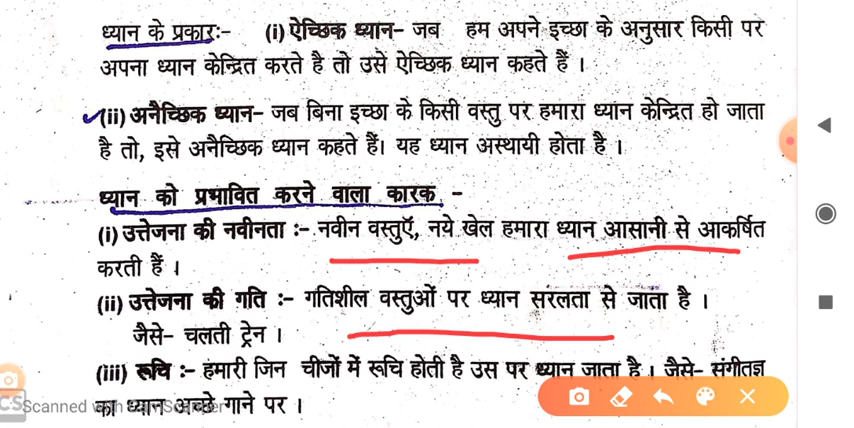 ध्यान के प्रकार:- (i) ऐच्छिक ध्यान- जब हम अपने इच्छा के अनुसार किसी पर
अपना ध्यान केन्द्रित करते है तो उसे ऐच्छिक ध्यान कहते हैं ।
(ii) अनैच्छिक ध्यान- जब बिना इच्छा के किसी वस्तु पर हमारा ध्यान केन्द्रित हो जाता
है तो, इसे अनैच्छिक ध्यान कहते हैं। यह ध्यान अस्थायी होता है ।
ध्यान को प्रभावित करने वाला कारक -
(i) उत्तेजना की नवीनता :- नवीन वस्तुएँ, नये खेल हमारा ध्यान आसानी से आकर्षित
करती हैं ।
(ii) उत्तेजना की गति :- गतिशील वस्तुओं पर ध्यान सरलता से जाता है ।
जैसे- चलती ट्रेन ।
(iii) रूचि :- हमारी जिन चीजों में रूचि होती है उस पर ध्यान जाता है । जैसे- संगीतज्ञ
का ध्यान अच्छे गाने पर ।
CS Scanned with CamScanner